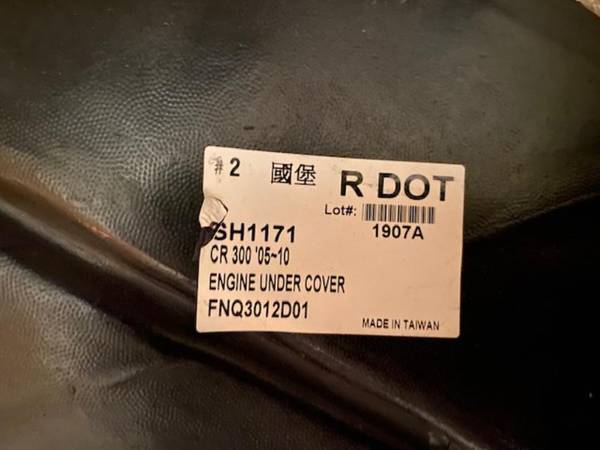 #2 國堡 R DOT
Lot#:
1907A
SH1171
CR 300 '05~10
ENGINE UNDER COVER
FNQ3012D01
MADE IN TAIWAN